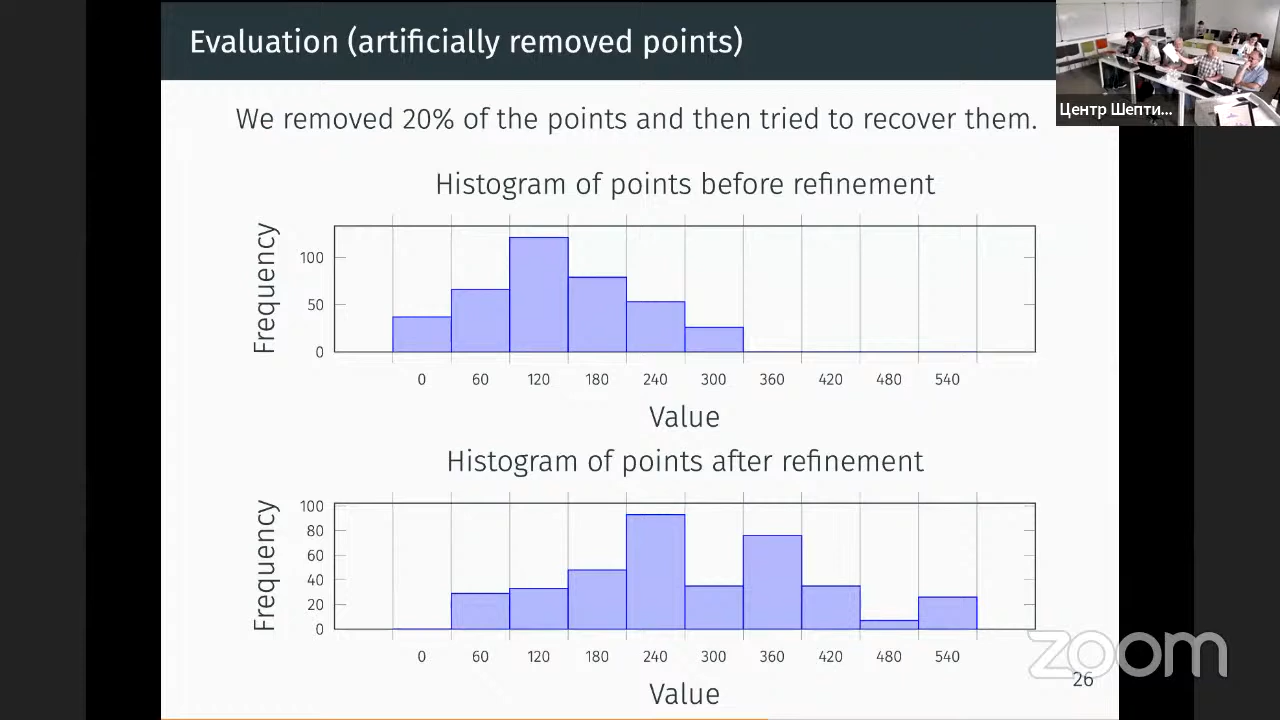 Evaluation (artificially removed points)
Центр Шепти...
We removed 20% of the points and then tried to recover them.
Histogram of points before refinement
Frequency
100
50
0
0 60 120 180 240 300 360 420 480 540
Value
Histogram of points after refinement
Frequency
100
80
60
40
20
0
0 60 120 180 240 300 360 420 480 540
Value
zoom
26